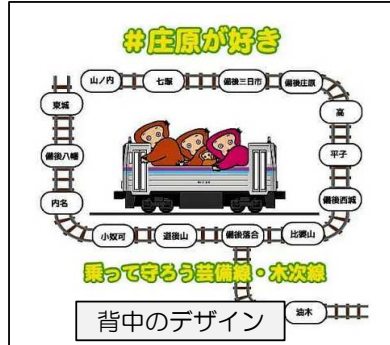 #庄原が好き
山ノ内 七塚 備後三日市 備後庄原
東城 高
備後八幡 平子
内名 備後西城
小奴可 道後山 備後落合 比婆山
乗って守ろう芸備線・木次線
油木
背中のデザイン